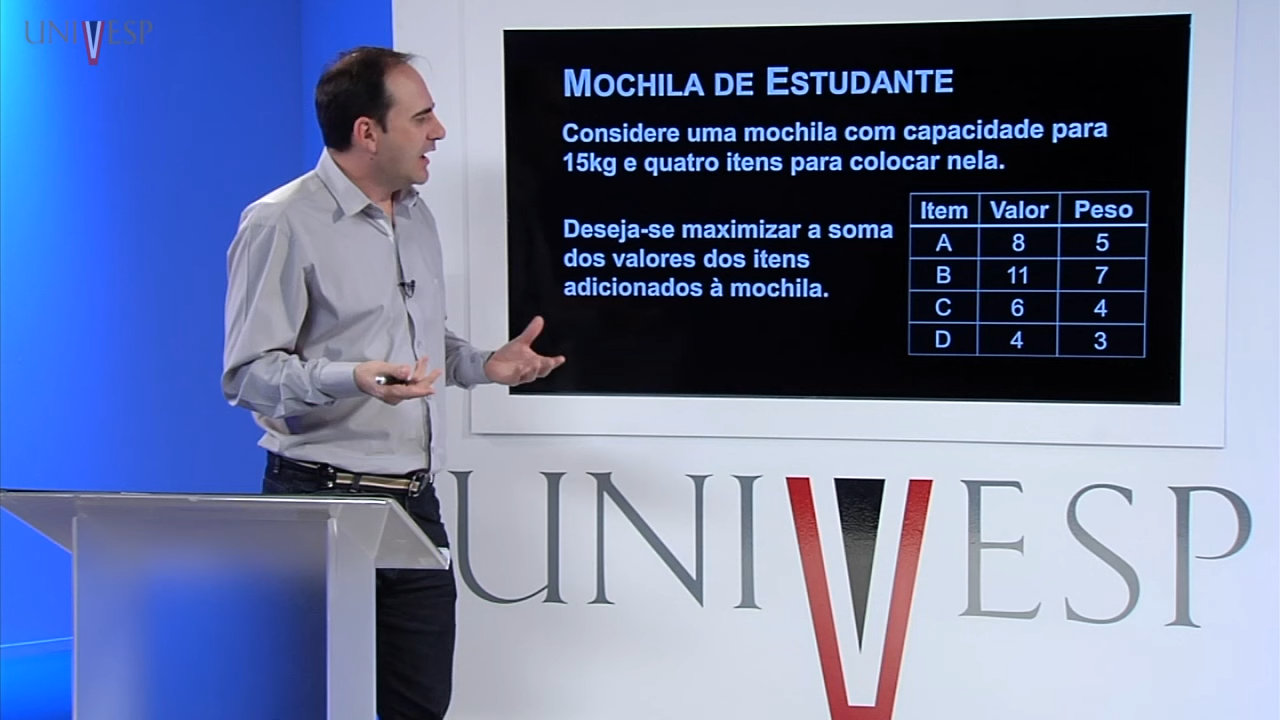 UNIVESP
MOCHILA DE ESTUDANTE
Considere uma mochila com capacidade para
15kg e quatro itens para colocar nela.
Deseja-se maximizar a soma
dos valores dos itens
adicionados à mochila.
Item Valor Peso
A 8 5
B 11 7
C 6 4
D 4 3
UNIVESP